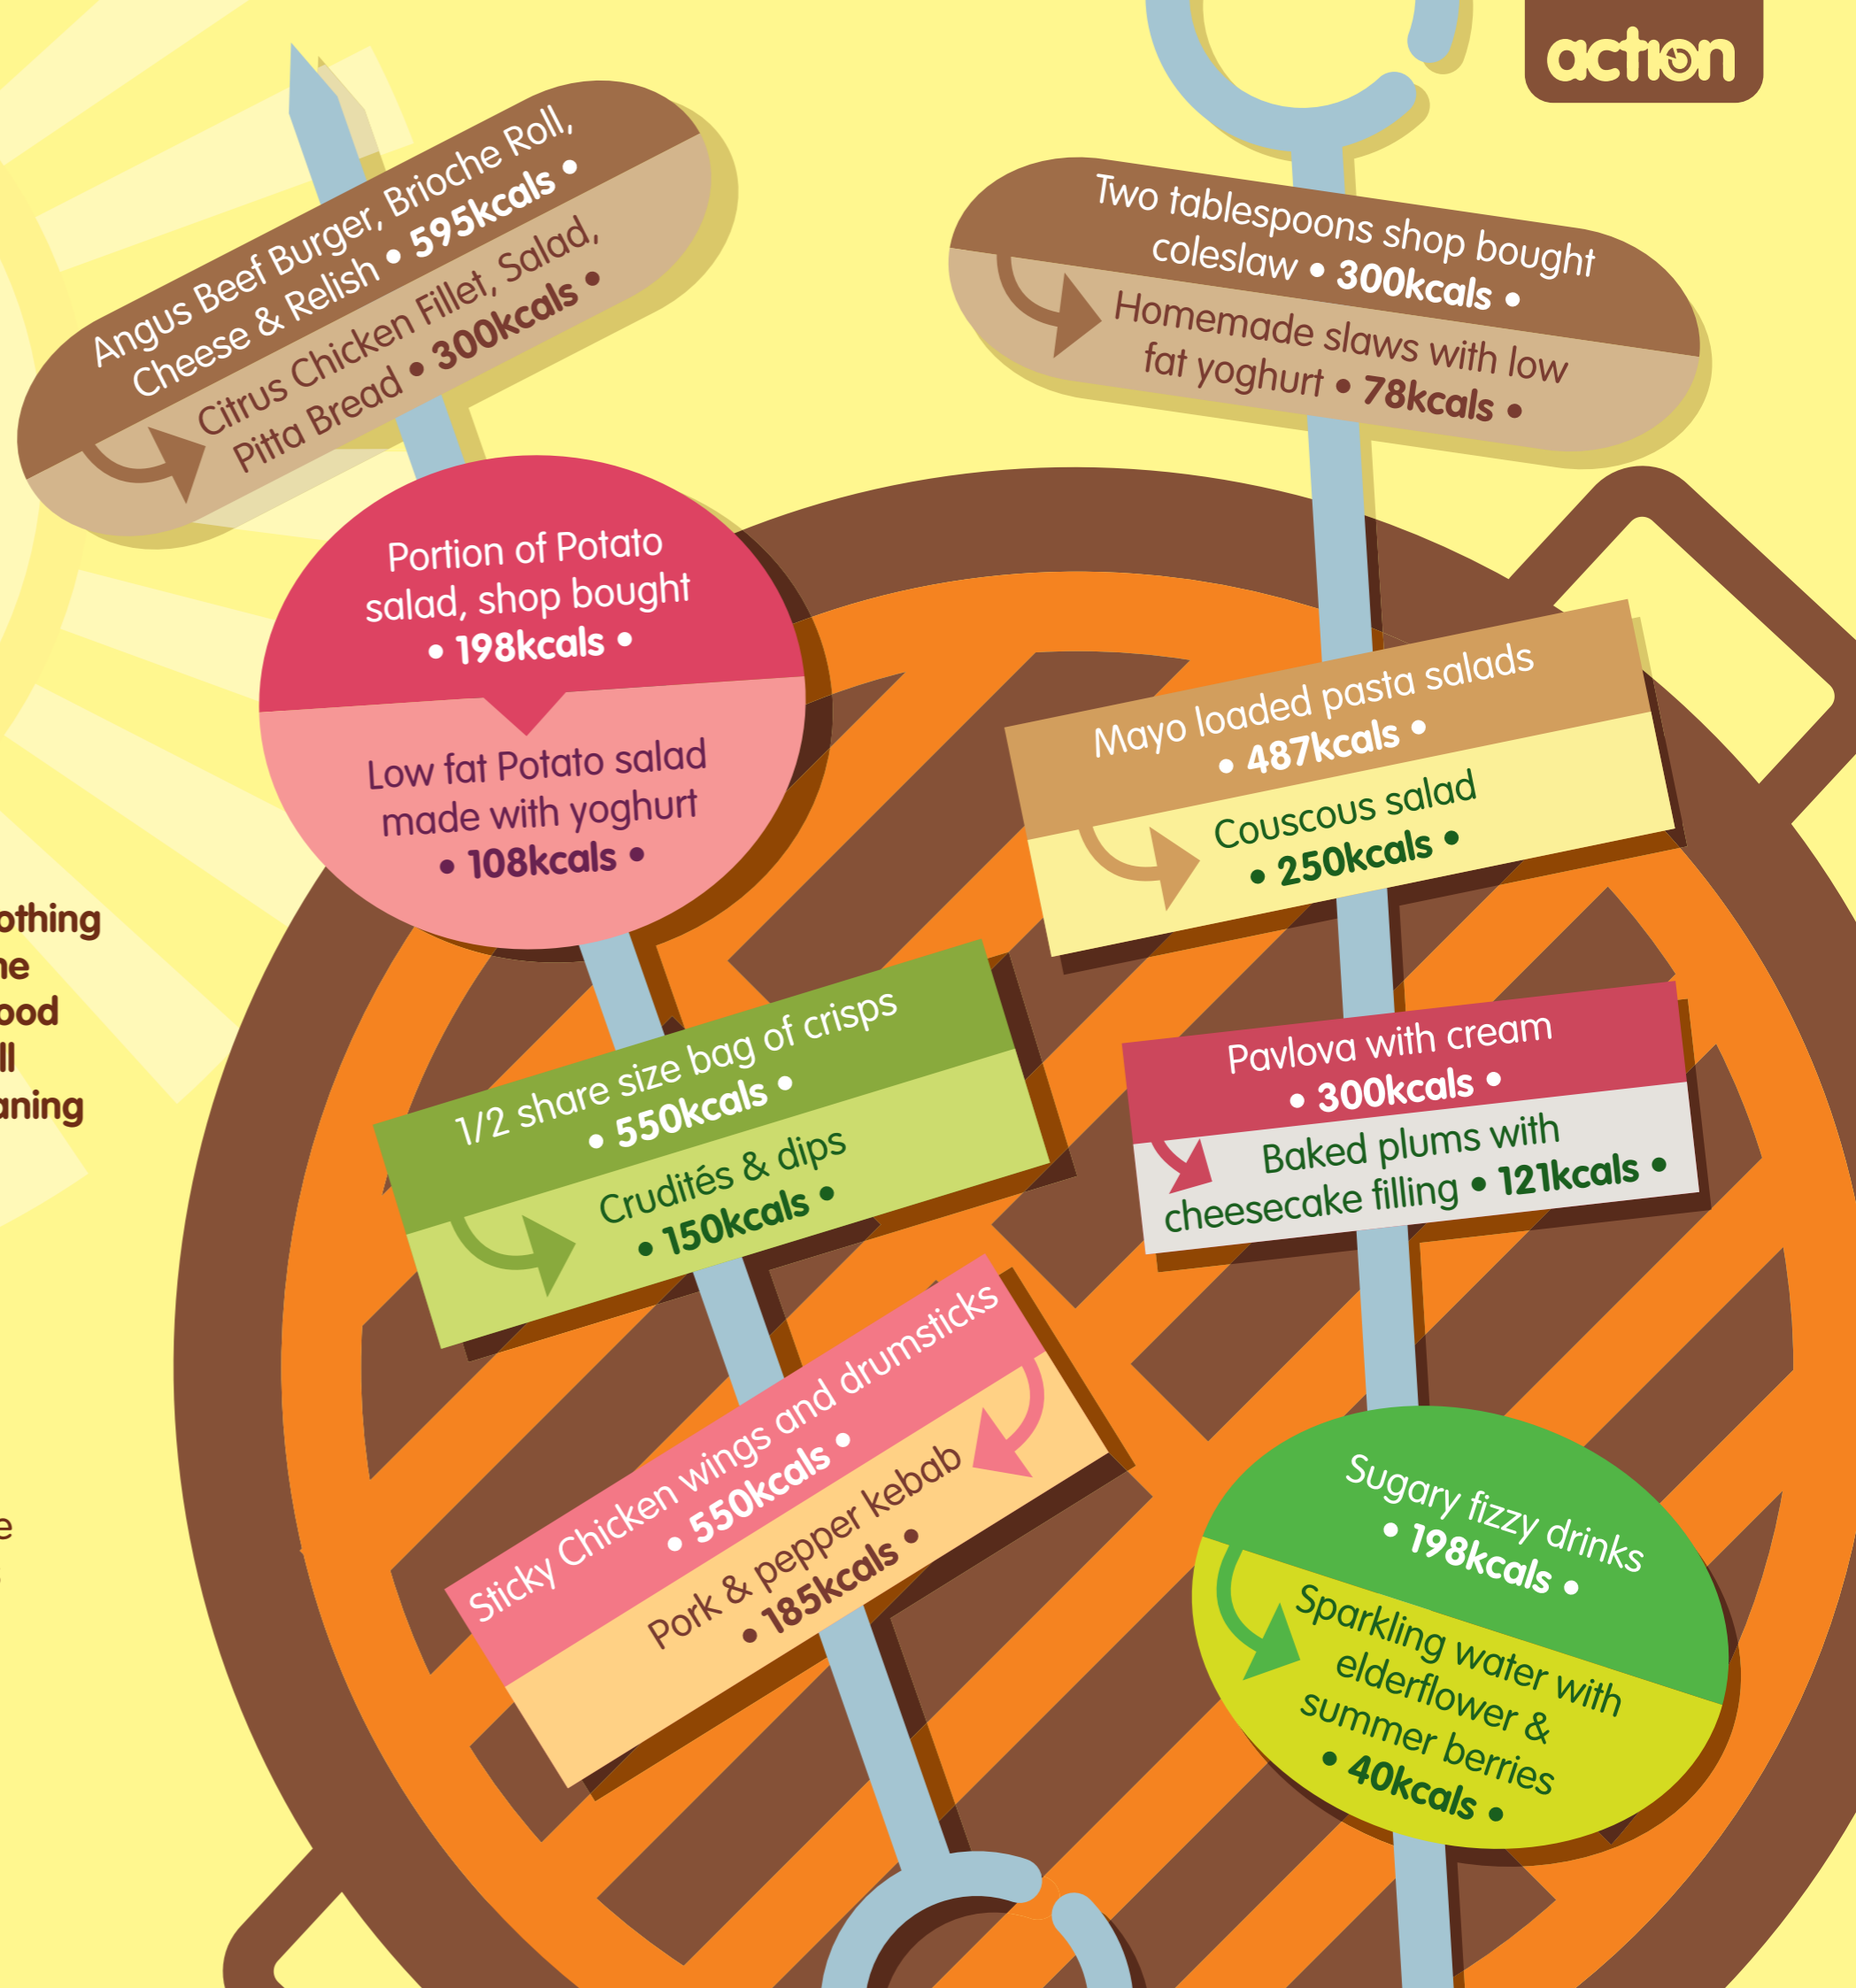 action
Angus Beef Burger, Brioche Roll,
Cheese & Relish • 595kcals •
Citrus Chicken Fillet, Salad,
Pitta Bread • 300kcals •
Two tablespoons shop bought
coleslaw • 300kcals •
Homemade slaws with low
fat yoghurt • 78kcals •
Portion of Potato
salad, shop bought
• 198kcals •
Low fat Potato salad
made with yoghurt
• 108kcals •
Mayo loaded pasta salads
• 487kcals •
Couscous salad
• 250kcals •
othing
ne
ood
ll
aning
1/2 share size bag of crisps
• 550kcals •
Crudités & dips
• 150kcals •
Pavlova with cream
• 300kcals •
Baked plums with
cheesecake filling • 121kcals •
Sticky Chicken wings and drumsticks
• 550kcals •
Pork & pepper kebab
• 185kcals •
e
Sugary fizzy drinks
• 198kcals •
Sparkling water with
elderflower &
summer berries
• 40kcals •